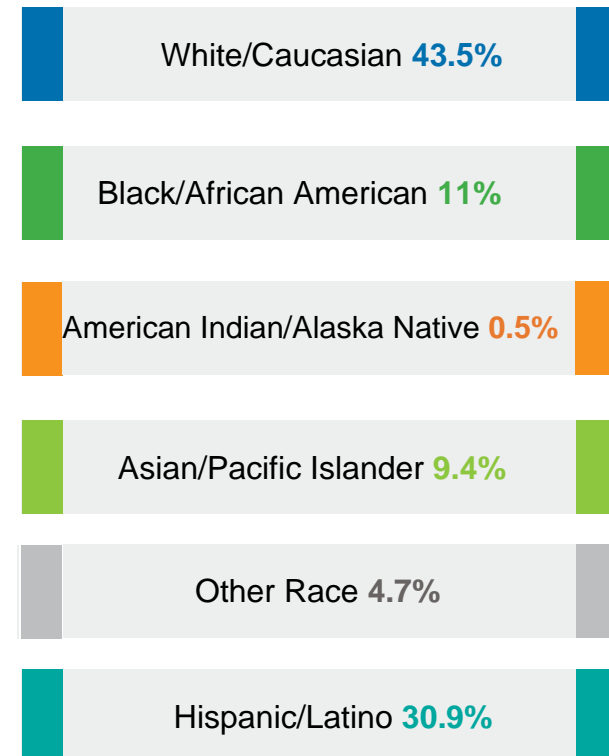 White/Caucasian 43.5%
Black/African American 11%
American Indian/Alaska Native 0.5%
Asian/Pacific Islander 9.4%
Other Race 4.7%
Hispanic/Latino 30.9%